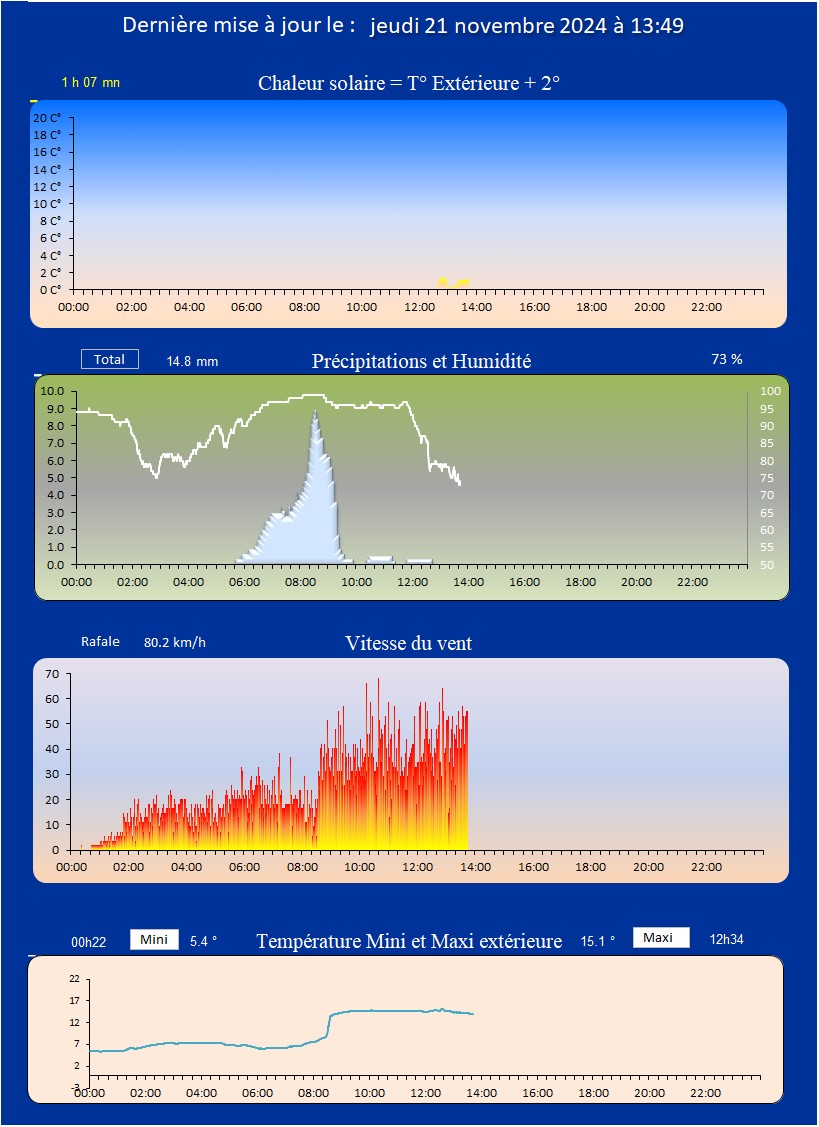 Dernière mise à jour le : jeudi 21 novembre 2024 à 13:49
1 h 07 mn Chaleur solaire = T° Extérieure + 2°
20 C°
18 C°
16 C°
14 C°
12 C°
10 C°
8 C°
6 C°
4 C°
2 C°
0 C°
00:00 02:00 04:00 06:00 08:00 10:00 12:00 14:00 16:00 18:00 20:00 22:00
Total 14.8 mm Précipitations et Humidité 73 %
10.0 100
9.0 95
8.0 90
7.0 85
6.0 80
5.0 75
4.0 70
3.0 65
2.0 60
1.0 55
0.0 50
00:00 02:00 04:00 06:00 08:00 10:00 12:00 14:00 16:00 18:00 20:00 22:00
Rafale 80.2 km/h Vitesse du vent
70
60
50
40
30
20
10
0
00:00 02:00 04:00 06:00 08:00 10:00 12:00 14:00 16:00 18:00 20:00 22:00
00h22 Mini 5.4 ° Température Mini et Maxi extérieure 15.1 ° Maxi 12h34
22
17
12
7
2
-3
00:00 02:00 04:00 06:00 08:00 10:00 12:00 14:00 16:00 18:00 20:00 22:00